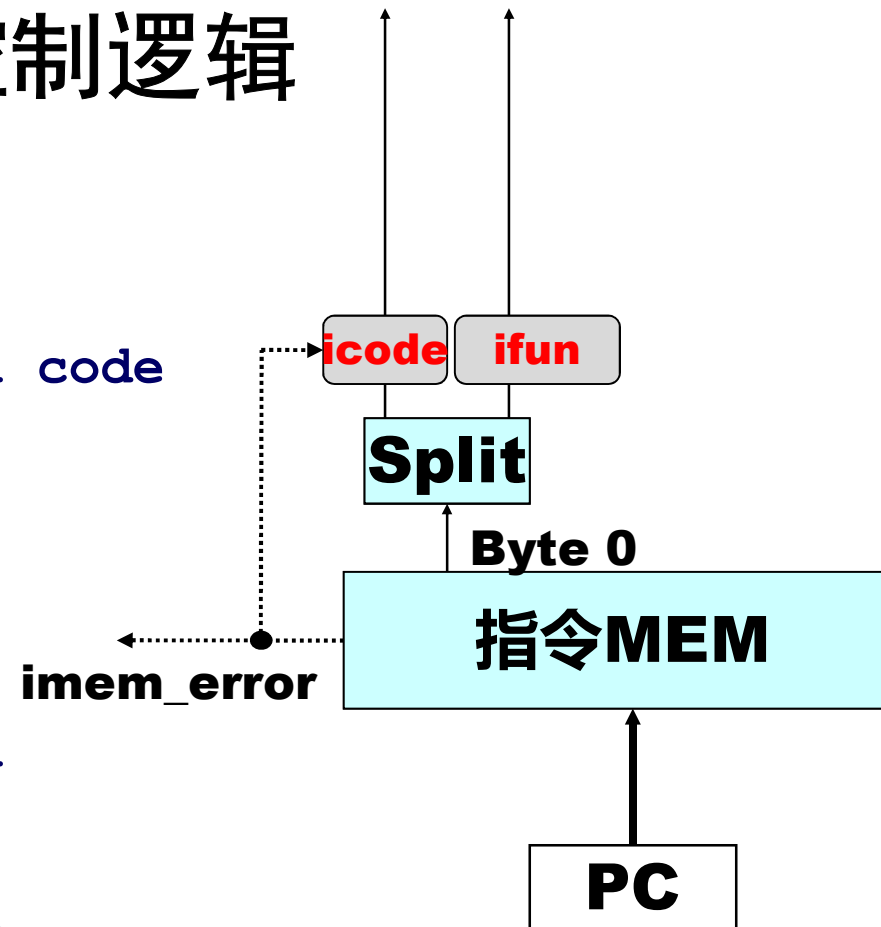 制逻辑
icode
ifun
code
Split
Byte 0
指令MEM
imem_error
PC